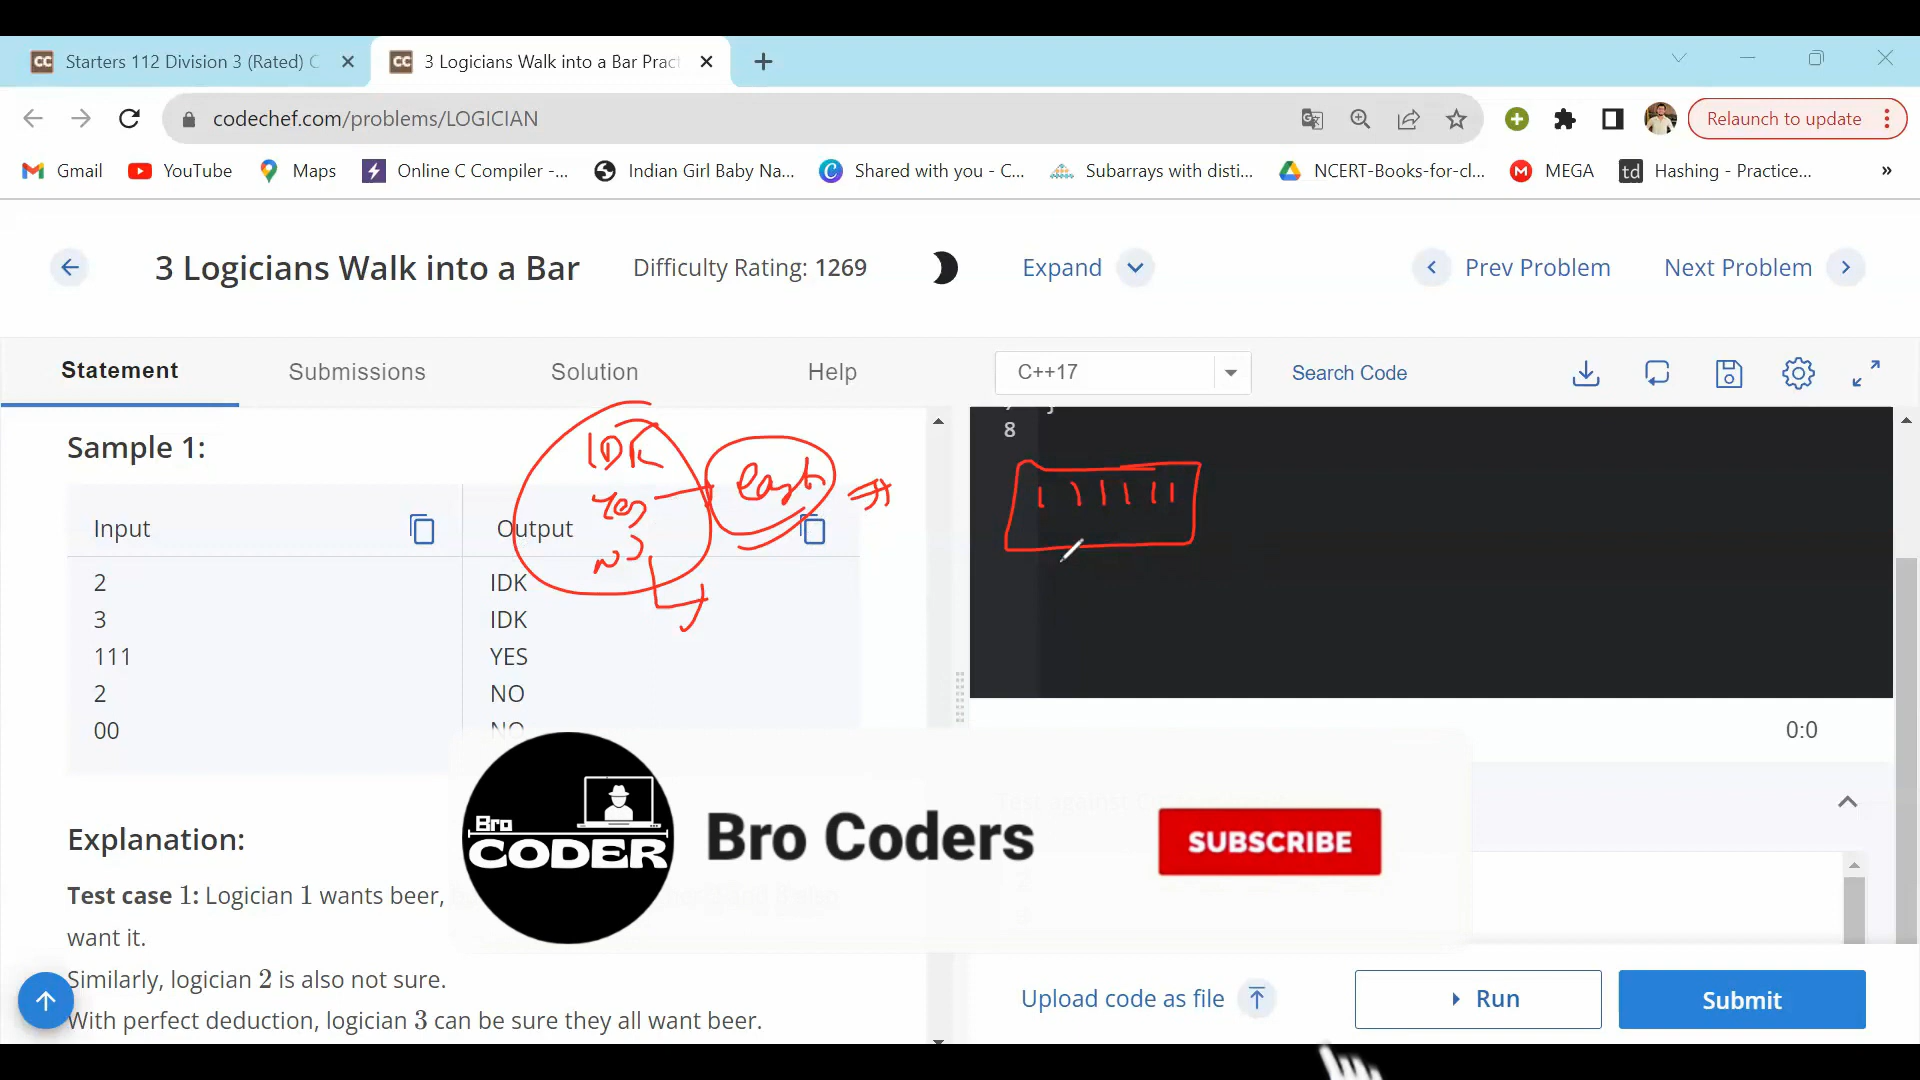 Starters 112 Division 3 (Rated) C
3 Logicians Walk into a Bar Pract
codechef.com/problems/LOGICIAN
Relaunch to update
Gmail
YouTube
Maps
Online C Compiler -...
Indian Girl Baby Na...
Shared with you - C...
Subarrays with disti...
NCERT-Books-for-cl...
MEGA
td Hashing - Practice...
»
3 Logicians Walk into a Bar
Difficulty Rating: 1269
Expand
Prev Problem
Next Problem
Statement
Submissions
Solution
Help
C++17
Search Code
Sample 1:
IDK
Yes
NO
Input
Output
2
IDK
3
IDK
111
YES
2
NO
00
NO
8
0:0
Bro
CODER
Bro Coders
SUBSCRIBE
Explanation:
Test case 1: Logician 1 wants beer,
want it.
Similarly, logician 2 is also not sure.
With perfect deduction, logician 3 can be sure they all want beer.
Upload code as file
Run
Submit